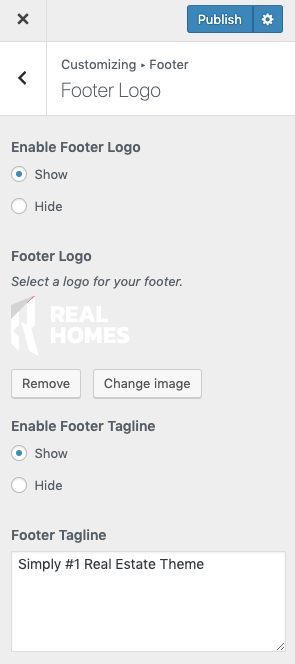 Publish
Customizing ▸ Footer
Footer Logo
Enable Footer Logo
Show
Hide
Footer Logo
Select a logo for your footer.
REAL
HOMES
Remove
Change image
Enable Footer Tagline
Show
Hide
Footer Tagline
Simply #1 Real Estate Theme